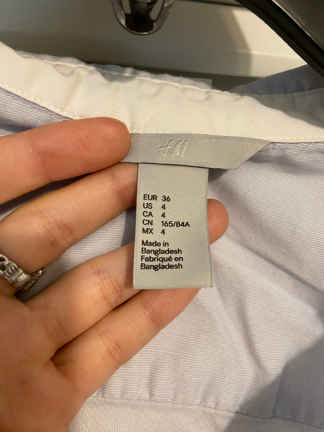 H&M
EUR 36
US 4
CA 4
CN 165/84A
MX 4
Made in
Bangladesh
Fabriqué en
Bangladesh